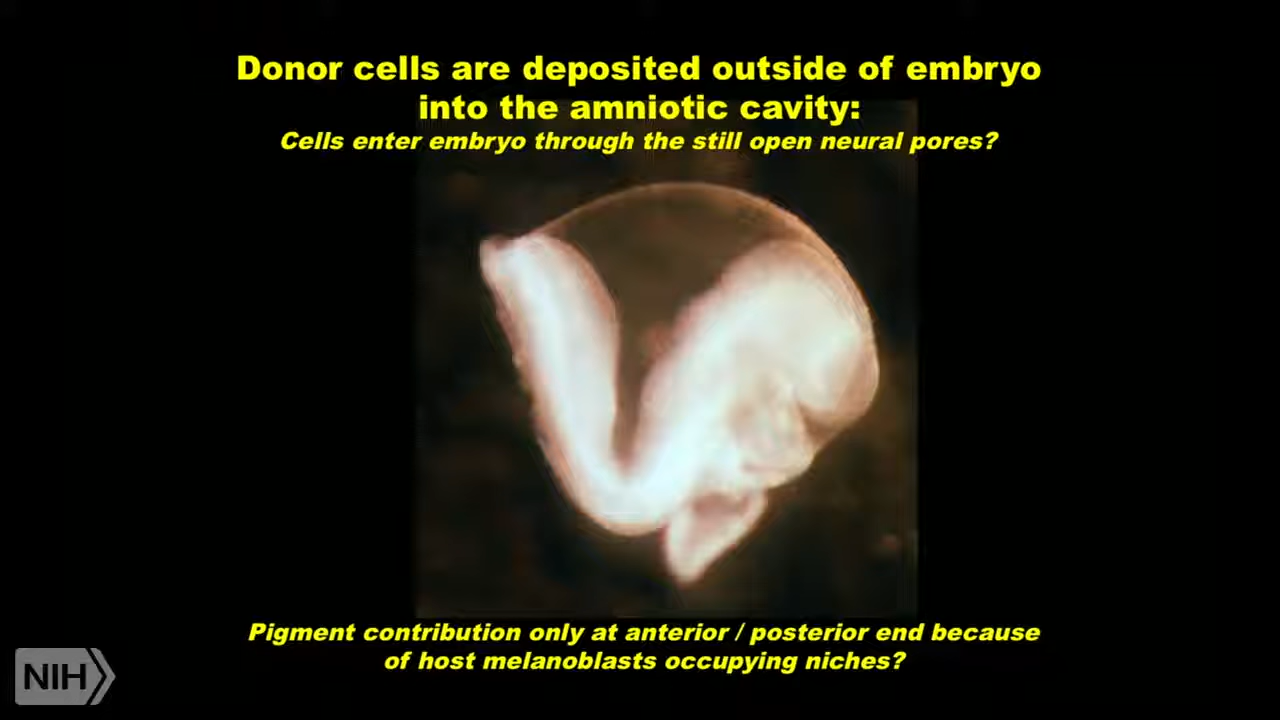 Donor cells are deposited outside of embryo
into the amniotic cavity:
Cells enter embryo through the still open neural pores?
Pigment contribution only at anterior / posterior end because
of host melanoblasts occupying niches?
NIH